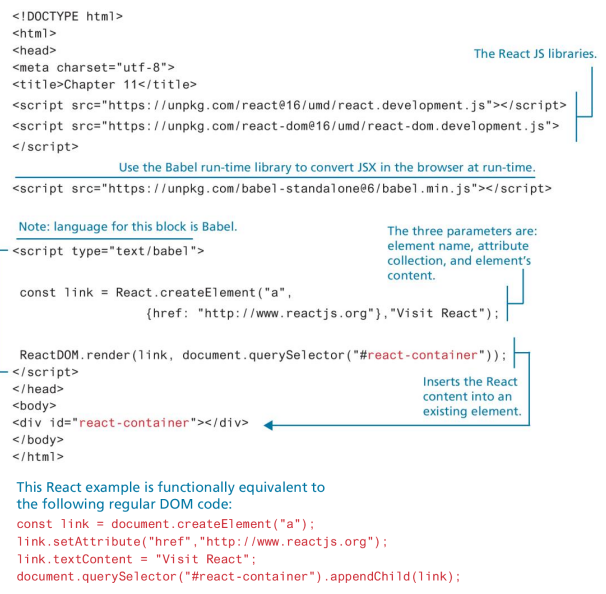 <!DOCTYPE html>
<html>
<head>
<meta charset="utf-8">
The React JS libraries.
<title>Chapter 11</title>
<script src="https://unpkg.com/react@16/umd/react.development.js"></script>
<script src="https://unpkg.com/react-dom@16/umd/react-dom.development.js">
</script>
Use the Babel run-time library to convert JSX in the browser at run-time.
<script src="https://unpkg.com/babel-standalone@6/babel.min.js"></script>
Note: language for this block is Babel.
The three parameters are:
element name, attribute
collection, and element's
content.
<script type="text/babel">
const link = React.createElement("a",
{href: "http://www.reactjs.org"},"Visit React");
ReactDOM.render(link, document.querySelector("#react-container"));
</script>
</head>
Inserts the React
content into an
existing element.
<body>
<div id="react-container"></div>
</body>
</html>
This React example is functionally equivalent to
the following regular DOM code:
const link = document.createElement("a");
link.setAttribute("href","http://www.reactjs.org");
link.textContent = "Visit React";
document.querySelector("#react-container").appendChild(link);